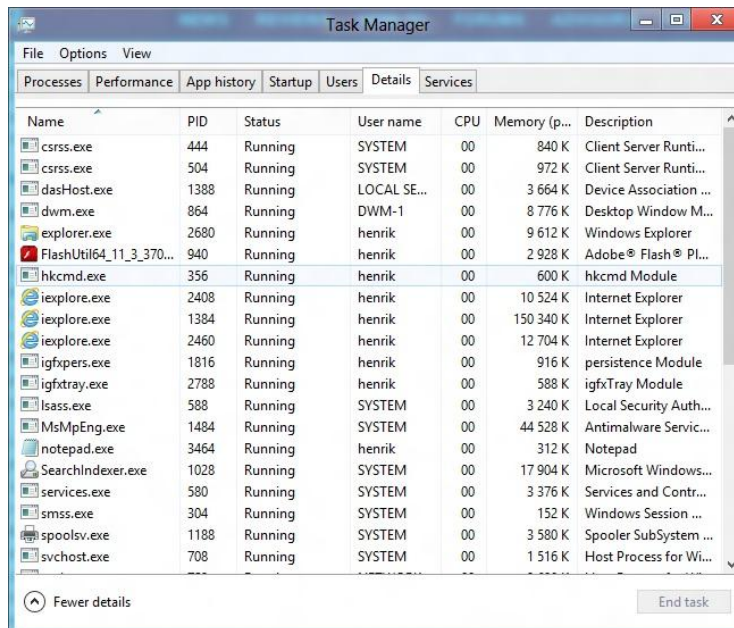 Task Manager
File Options View
Processes Performance App history Startup Users Details Services
Name PID Status User name CPU Memory (p... Description
csrss.exe 444 Running SYSTEM 00 840 K Client Server Runti...
csrss.exe 504 Running SYSTEM 00 972 K Client Server Runti...
dasHost.exe 1388 Running LOCAL SE... 00 3 664 K Device Association ...
dwm.exe 864 Running DWM-1 00 8 776 K Desktop Window M...
explorer.exe 2680 Running henrik 00 9 612 K Windows Explorer
FlashUtil64_11_3_370... 940 Running henrik 00 2 928 K Adobe® Flash® Pl...
hkcmd.exe 356 Running henrik 00 600 K hkcmd Module
iexplore.exe 2408 Running henrik 00 10 524 K Internet Explorer
iexplore.exe 1384 Running henrik 00 150 340 K Internet Explorer
iexplore.exe 2460 Running henrik 00 12 704 K Internet Explorer
igfxpers.exe 1816 Running henrik 00 916 K persistence Module
igfxtray.exe 2788 Running henrik 00 588 K igfxTray Module
lsass.exe 588 Running SYSTEM 00 3 240 K Local Security Auth...
MsMpEng.exe 1484 Running SYSTEM 00 44 528 K Antimalware Servic...
notepad.exe 3464 Running henrik 00 312 K Notepad
SearchIndexer.exe 1028 Running SYSTEM 00 17 904 K Microsoft Windows...
services.exe 580 Running SYSTEM 00 3 376 K Services and Contr...
smss.exe 304 Running SYSTEM 00 152 K Windows Session ...
spoolsv.exe 1188 Running SYSTEM 00 3 580 K Spooler SubSystem ...
svchost.exe 708 Running SYSTEM 00 1 516 K Host Process for Wi...
Fewer details End task